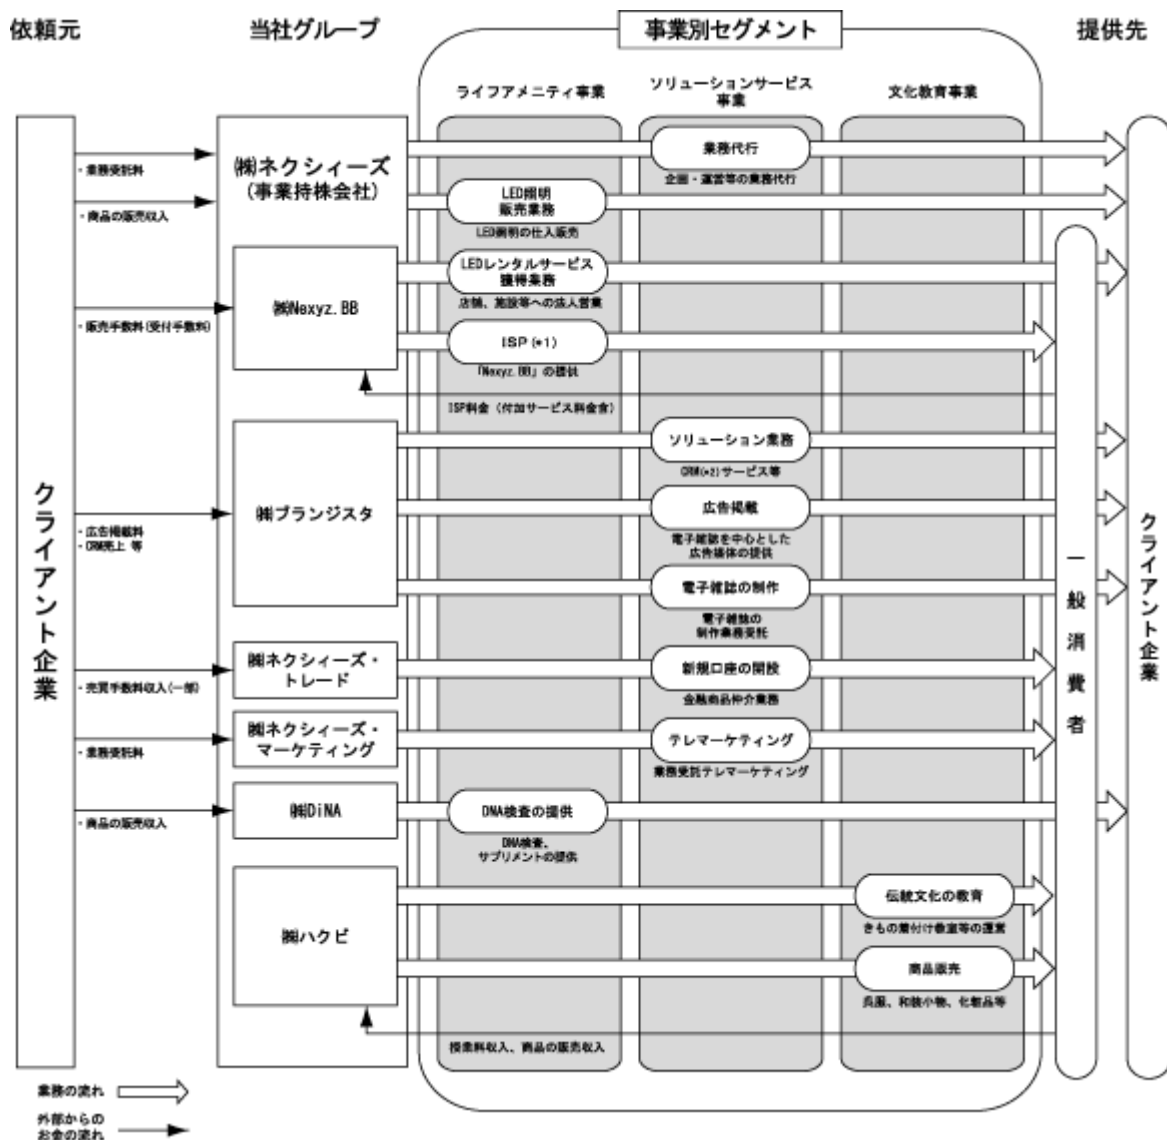 依頼元
当社グループ
事業別セグメント
提供先
ライフアメニティ事業
ソリューションサービス
事業
文化教育事業
クライアント企業
・業務受託料
・商品の販売収入
・販売手数料(受付手数料)
・広告掲載料
・CRM売上 等
・売買手数料収入(一部)
・業務受託料
・商品の販売収入
㈱ネクシィーズ
(事業持株会社)
㈱Nexyz.BB
㈱ブランジスタ
㈱ネクシィーズ・
トレード
㈱ネクシィーズ・
マーケティング
㈱DiNA
㈱ハクビ
業務代行
企画・運営等の業務代行
LED照明
販売業務
LED照明の仕入販売
LEDレンタルサービス
獲得業務
店舗、施設等への法人営業
ISP(*1)
「Nexyz.BB」の提供
ISP料金（付加サービス料金含）
ソリューション業務
CRM(*2)サービス等
広告掲載
電子雑誌を中心とした
広告媒体の提供
電子雑誌の制作
電子雑誌の
制作業務受託
新規口座の開設
金融商品仲介業務
テレマーケティング
業務受託テレマーケティング
DNA検査の提供
DNA検査、
サプリメントの提供
伝統文化の教育
きもの着付け教室等の運営
商品販売
呉服、和装小物、化粧品等
授業料収入、商品の販売収入
一般消費者
クライアント企業
業務の流れ
外部からの
お金の流れ